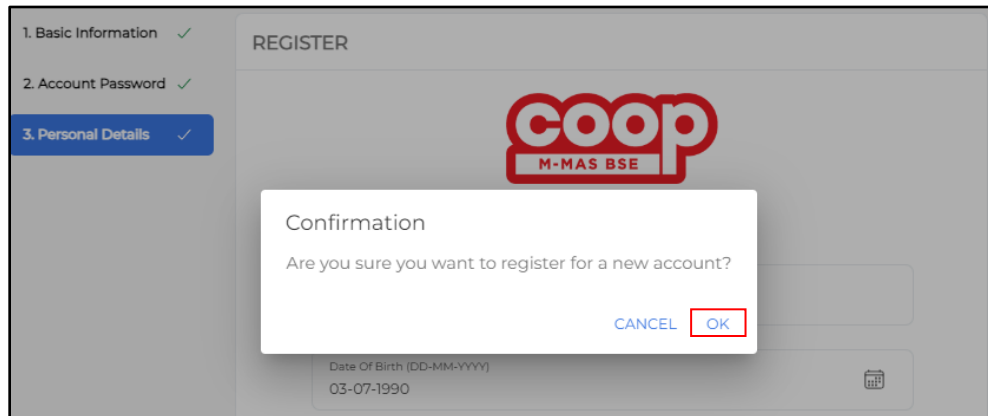 1. Basic Information
2. Account Password
3. Personal Details
REGISTER
coop
M-MAS BSE
Confirmation
Are you sure you want to register for a new account?
CANCEL OK
Date Of Birth (DD-MM-YYYY)
03-07-1990